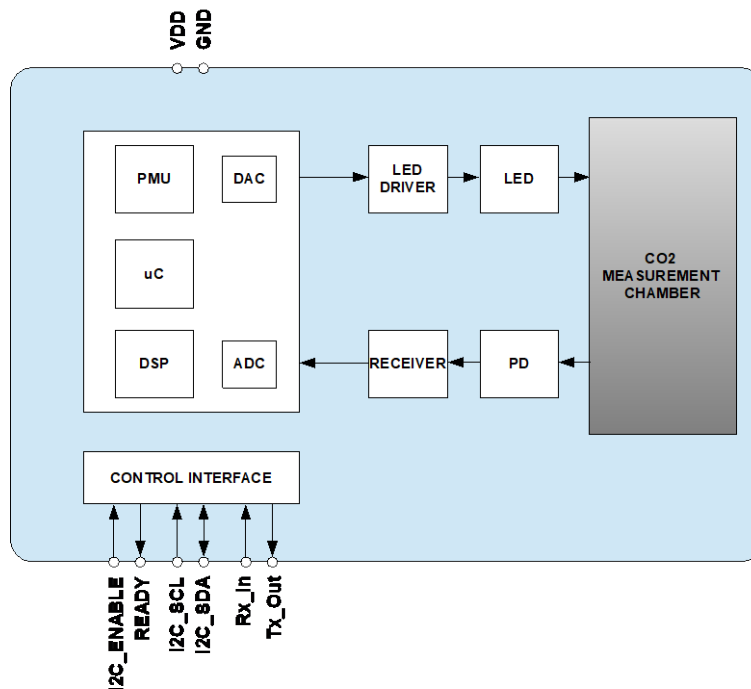 VDD
GND
PMU
DAC
LED
DRIVER
LED
uC
CO2
MEASUREMENT
CHAMBER
DSP
ADC
RECEIVER
PD
CONTROL INTERFACE
I2C_ENABLE
READY
I2C_SCL
I2C_SDA
Rx_In
Tx_Out